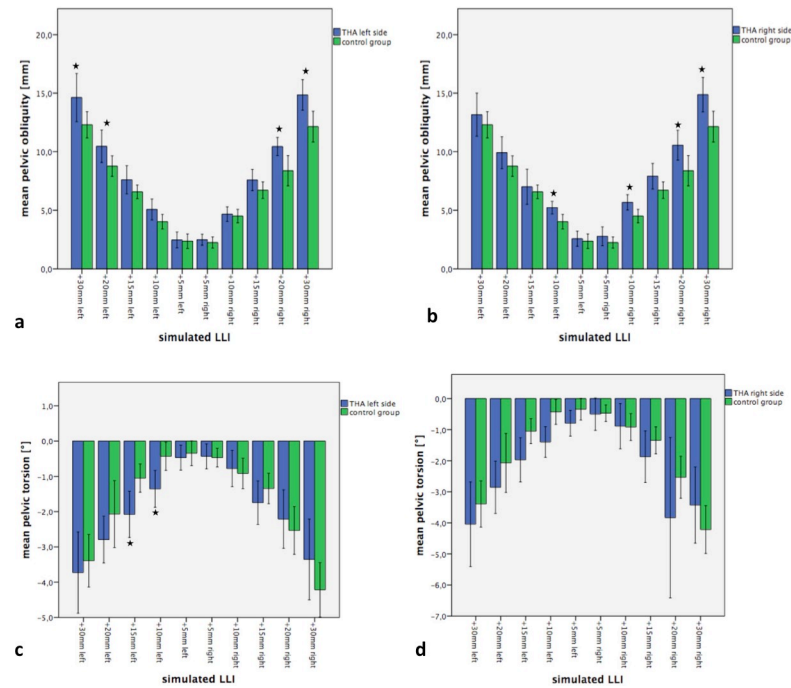 THA left side
control group
mean pelvic obliquity [mm]
20,0
15,0
10,0
5,0
0,0
+30mm left
+20mm left
+15mm left
+10mm left
+5mm left
+5mm right
+10mm right
+15mm right
+20mm right
+30mm right
simulated LLI
a
THA right side
control group
mean pelvic obliquity [mm]
20,0
15,0
10,0
5,0
0,0
+30mm left
+20mm left
+15mm left
+10mm left
+5mm left
+5mm right
+10mm right
+15mm right
+20mm right
+30mm right
simulated LLI
b
THA left side
control group
mean pelvic torsion [°]
1,0
0,0
-1,0
-2,0
-3,0
-4,0
-5,0
+30mm left
+20mm left
+15mm left
+10mm left
+5mm left
+5mm right
+10mm right
+15mm right
+20mm right
+30mm right
simulated LLI
c
THA right side
control group
mean pelvic torsion [°]
0,0
-1,0
-2,0
-3,0
-4,0
-5,0
-6,0
-7,0
+30mm left
+20mm left
+15mm left
+10mm left
+5mm left
+5mm right
+10mm right
+15mm right
+20mm right
+30mm right
simulated LLI
d